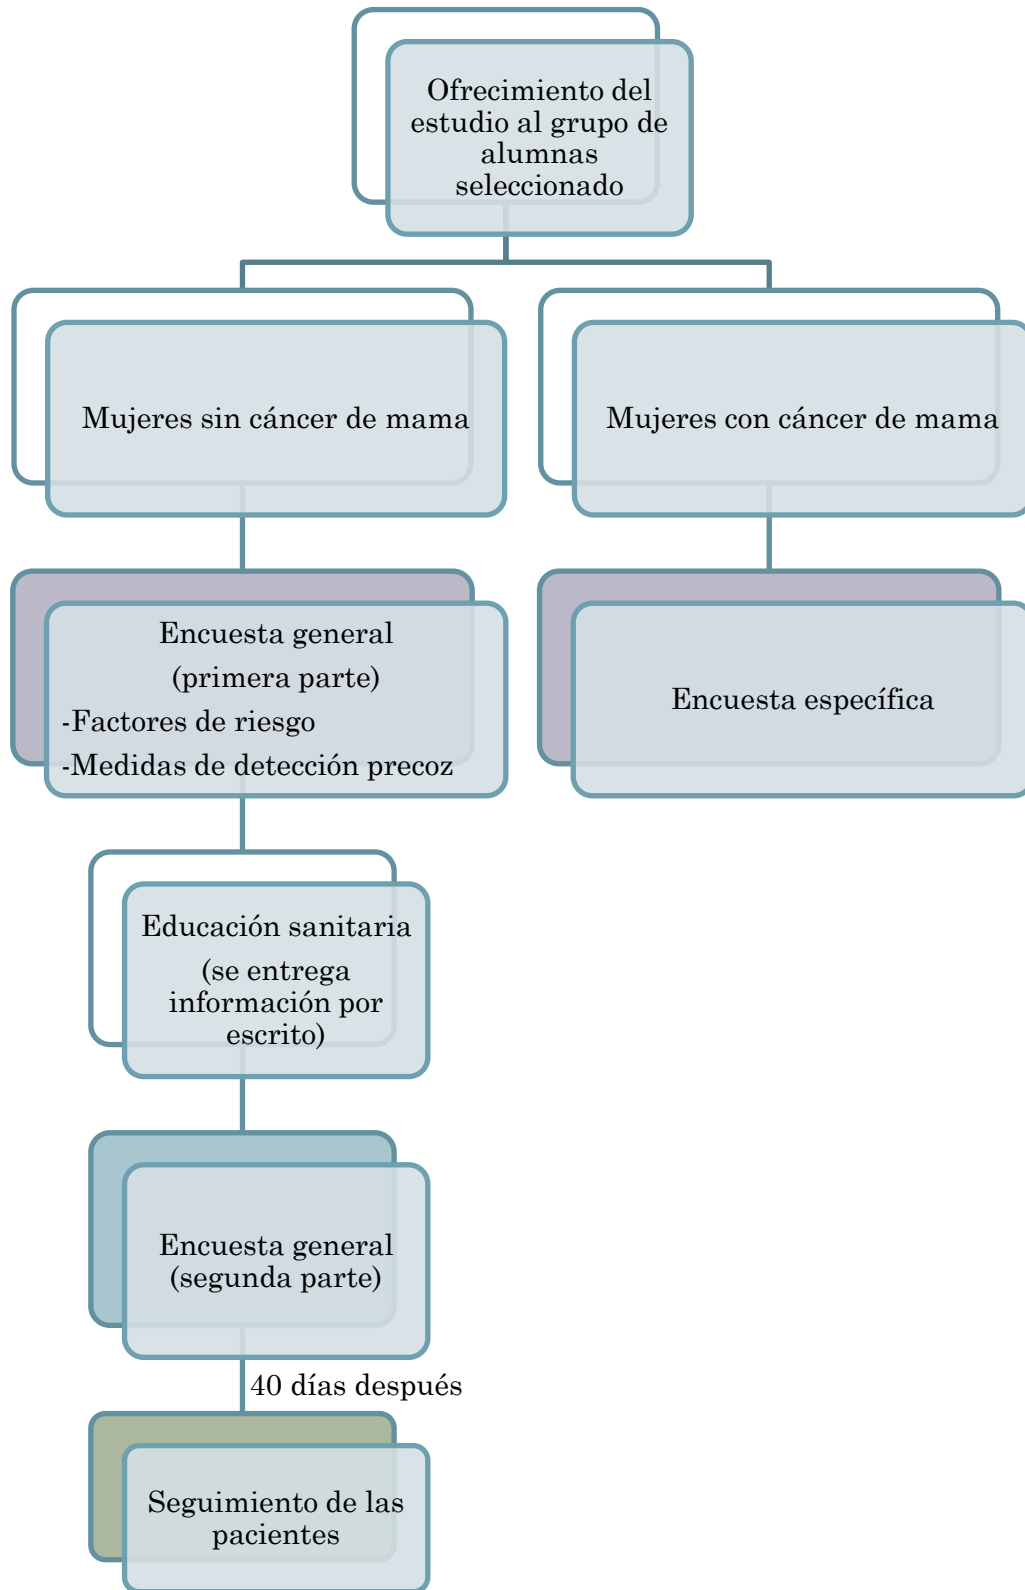 Ofrecimiento del
estudio al grupo de
alumnas
seleccionado
Mujeres sin cáncer de mama
Mujeres con cáncer de mama
Encuesta general
(primera parte)
-Factores de riesgo
-Medidas de detección precoz
Encuesta específica
Educación sanitaria
(se entrega
información por
escrito)
Encuesta general
(segunda parte)
40 días después
Seguimiento de las
pacientes